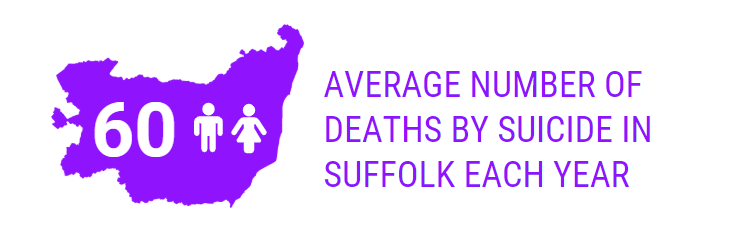 60
AVERAGE NUMBER OF
DEATHS BY SUICIDE IN
SUFFOLK EACH YEAR